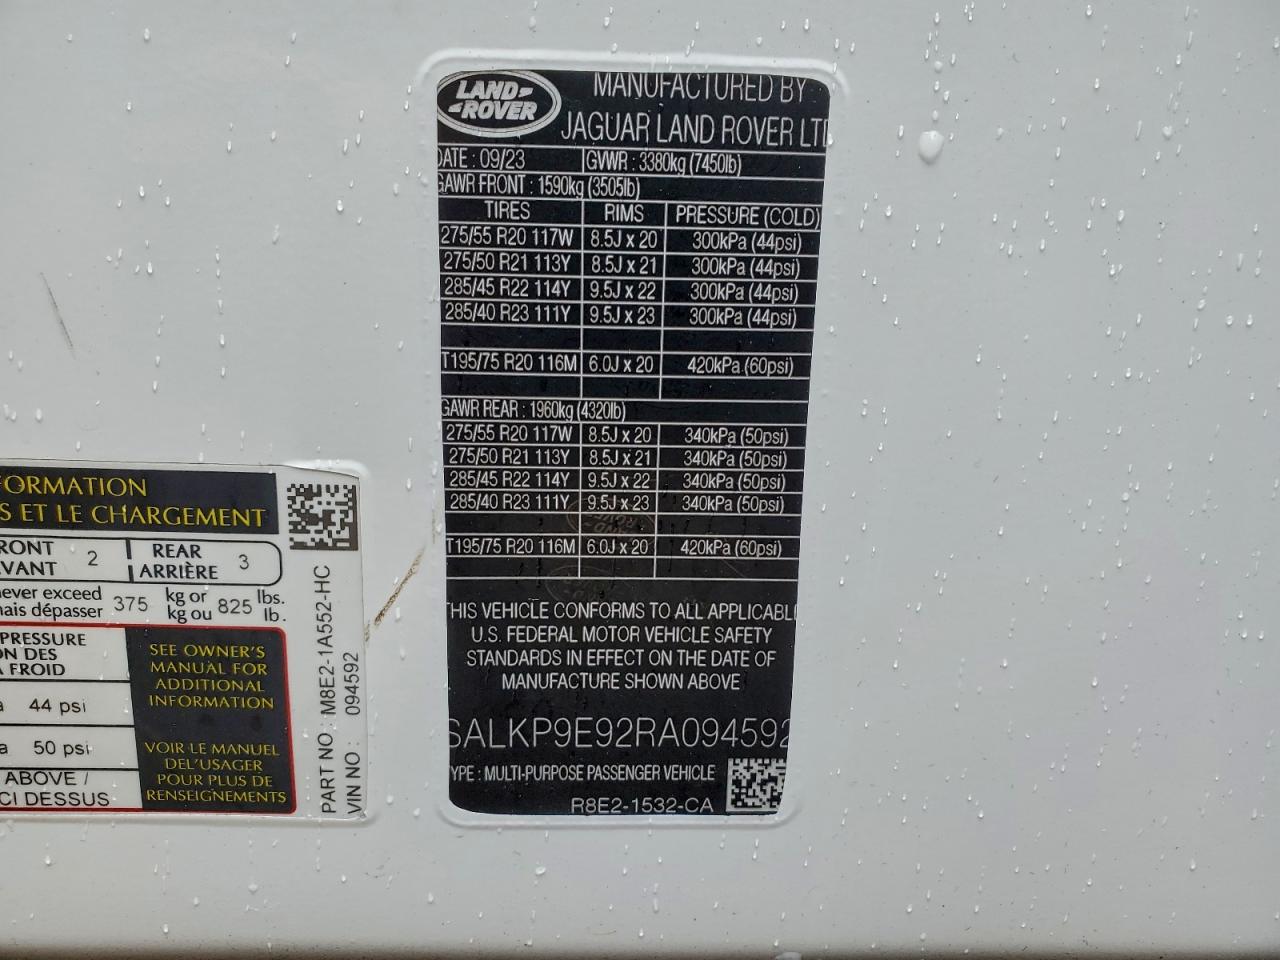 LAND-
-ROVER
MANUFACTURED BY
JAGUAR LAND ROVER LTD
DATE : 09/23 GVWR : 3380kg (7450lb)
GAWR FRONT : 1590kg (3505lb)
TIRES RIMS PRESSURE (COLD)
275/55 R20 117W 8.5J x 20 300kPa (44psi)
275/50 R21 113Y 8.5J x 21 300kPa (44psi)
285/45 R22 114Y 9.5J x 22 300kPa (44psi)
285/40 R23 111Y 9.5J x 23 300kPa (44psi)
T195/75 R20 116M 6.0J x 20 420kPa (60psi)
GAWR REAR : 1960kg (4320lb)
275/55 R20 117W 8.5J x 20 340kPa (50psi)
275/50 R21 113Y 8.5J x 21 340kPa (50psi)
285/45 R22 114Y 9.5J x 22 340kPa (50psi)
285/40 R23 111Y 9.5J x 23 340kPa (50psi)
T195/75 R20 116M 6.0J x 20 420kPa (60psi)
THIS VEHICLE CONFORMS TO ALL APPLICABLE
U.S. FEDERAL MOTOR VEHICLE SAFETY
STANDARDS IN EFFECT ON THE DATE OF
MANUFACTURE SHOWN ABOVE
SALKP9E92RA094592
TYPE : MULTI-PURPOSE PASSENGER VEHICLE
R8E2-1532-CA
FORMATION
S ET LE CHARGEMENT
RONT 2 REAR 3
VANT ARRIÈRE
never exceed 375 kg or 825 lbs.
mais dépasser kg ou lb.
PRESSURE
ON DES
A FROID
a 44 psi
a 50 psi
ABOVE /
CI DESSUS
SEE OWNER'S
MANUAL FOR
ADDITIONAL
INFORMATION
VOIR LE MANUEL
DEL'USAGER
POUR PLUS DE
RENSEIGNEMENTS
PART NO : M8E2-1A552-HC
VIN NO : 094592